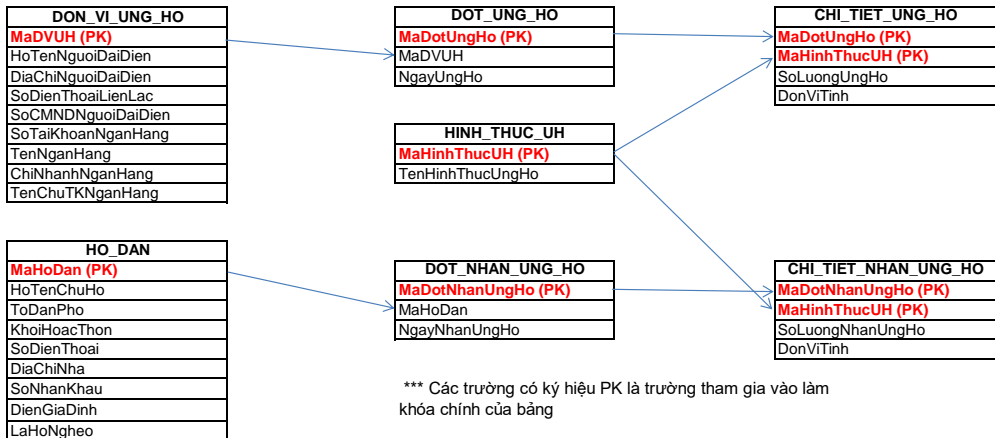 DON_VI_UNG_HO
MaDVUH (PK)
HoTenNguoiDaiDien
DiaChiNguoiDaiDien
SoDienThoaiLienLac
SoCMNDNguoiDaiDien
SoTaiKhoanNganHang
TenNganHang
ChiNhanhNganHang
TenChuTKNganHang
DOT_UNG_HO
MaDotUngHo (PK)
MaDVUH
NgayUngHo
CHI_TIET_UNG_HO
MaDotUngHo (PK)
MaHinhThucUH (PK)
SoLuongUngHo
DonViTinh
HINH_THUC_UH
MaHinhThucUH (PK)
TenHinhThucUngHo
HO_DAN
MaHoDan (PK)
HoTenChuHo
ToDanPho
KhoiHoacThon
SoDienThoai
DiaChiNha
SoNhanKhau
DienGiaDinh
LaHoNgheo
DOT_NHAN_UNG_HO
MaDotNhanUngHo (PK)
MaHoDan
NgayNhanUngHo
CHI_TIET_NHAN_UNG_HO
MaDotNhanUngHo (PK)
MaHinhThucUH (PK)
SoLuongNhanUngHo
DonViTinh
*** Các trường có ký hiệu PK là trường tham gia vào làm
khóa chính của bảng